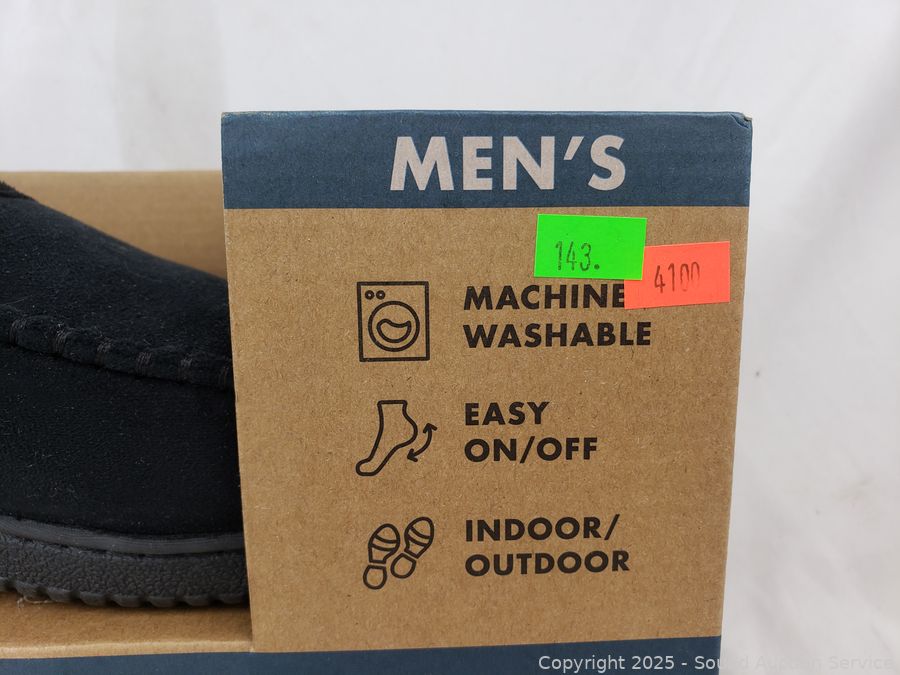 MEN'S
143.
4100
MACHINE
WASHABLE
EASY
ON/OFF
INDOOR/
OUTDOOR
Copyright 2025 - Sound Auction Service